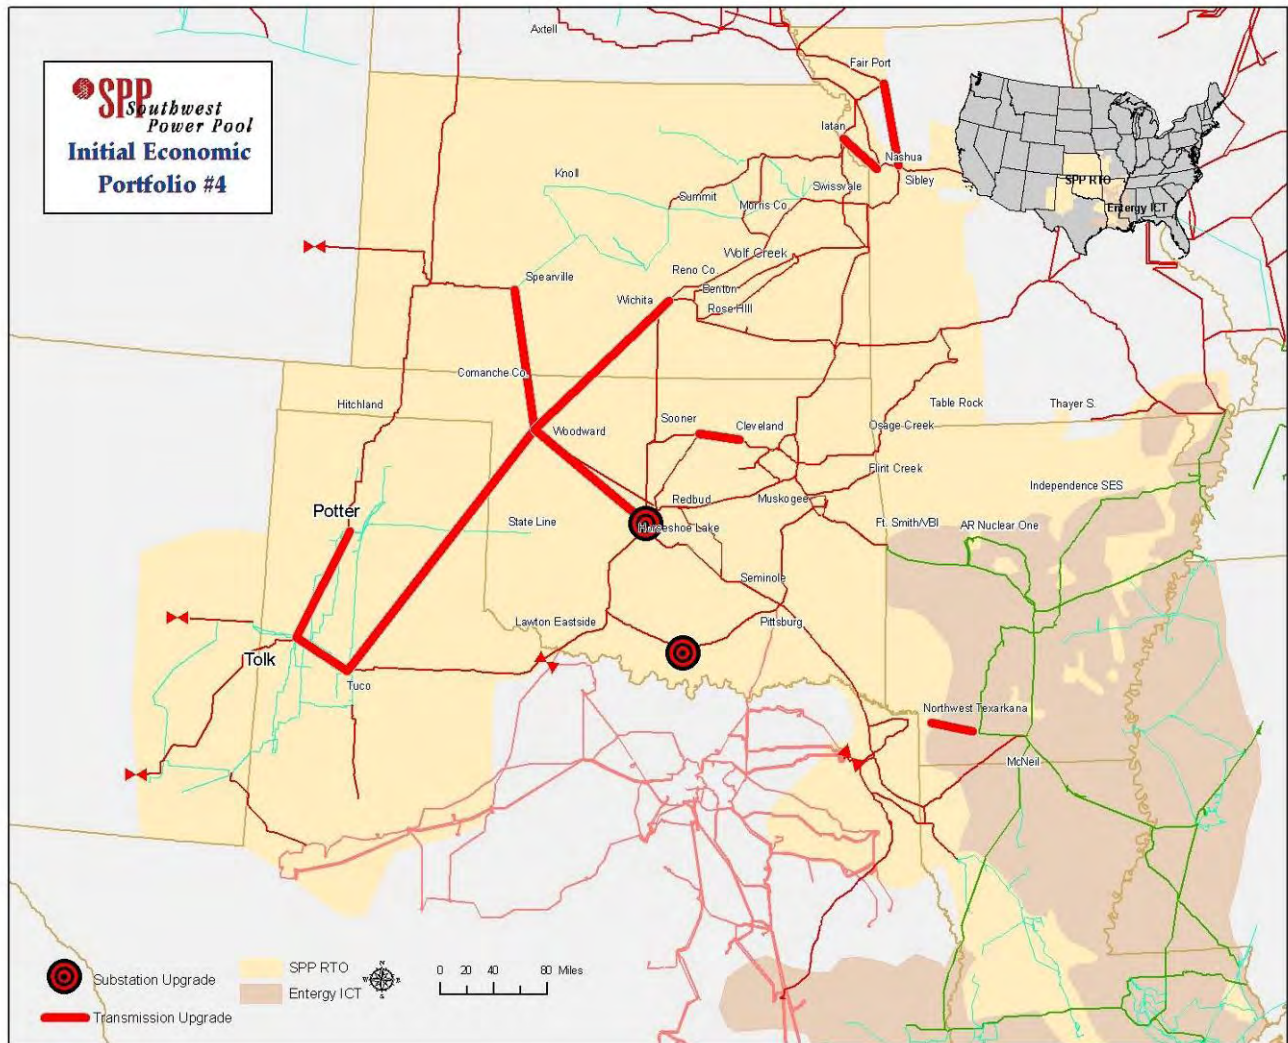 Axtell
Fair Port
SPP
Southwest
Power Pool
Initial Economic
Portfolio #4
Iatan
Nashua
Sibley
Knoll
Swissvale
Summit
Morris Co.
SPP RTO
Entergy ICT
Wolf Creek
Reno Co.
Spearville
Benton
Wichita
Rose Hill
Comanche Co.
Hitchland
Table Rock
Thayer S.
Sooner
Cleveland
Osage Creek
Woodward
Flint Creek
Independence SES
Redbud
Muskogee
Potter
State Line
Horseshoe Lake
Ft. Smith/VBI
AR Nuclear One
Seminole
Lawton Eastside
Pittsburg
Tolk
Tuco
Northwest Texarkana
McNeil
Substation Upgrade
SPP RTO
Entergy ICT
N
W
E
S
0 20 40 80 Miles
Transmission Upgrade